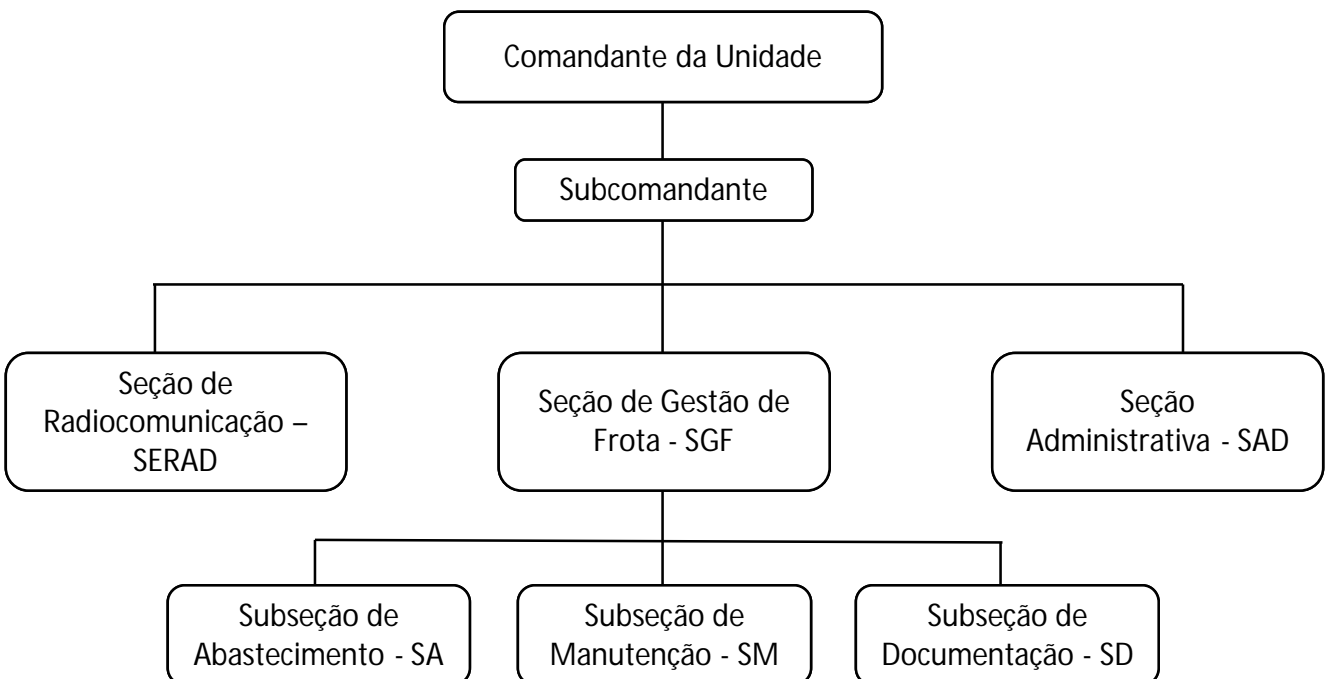 Comandante da Unidade
Subcomandante
Seção de
Radiocomunicação –
SERAD
Seção de Gestão de
Frota - SGF
Seção
Administrativa - SAD
Subseção de
Abastecimento - SA
Subseção de
Manutenção - SM
Subseção de
Documentação - SD